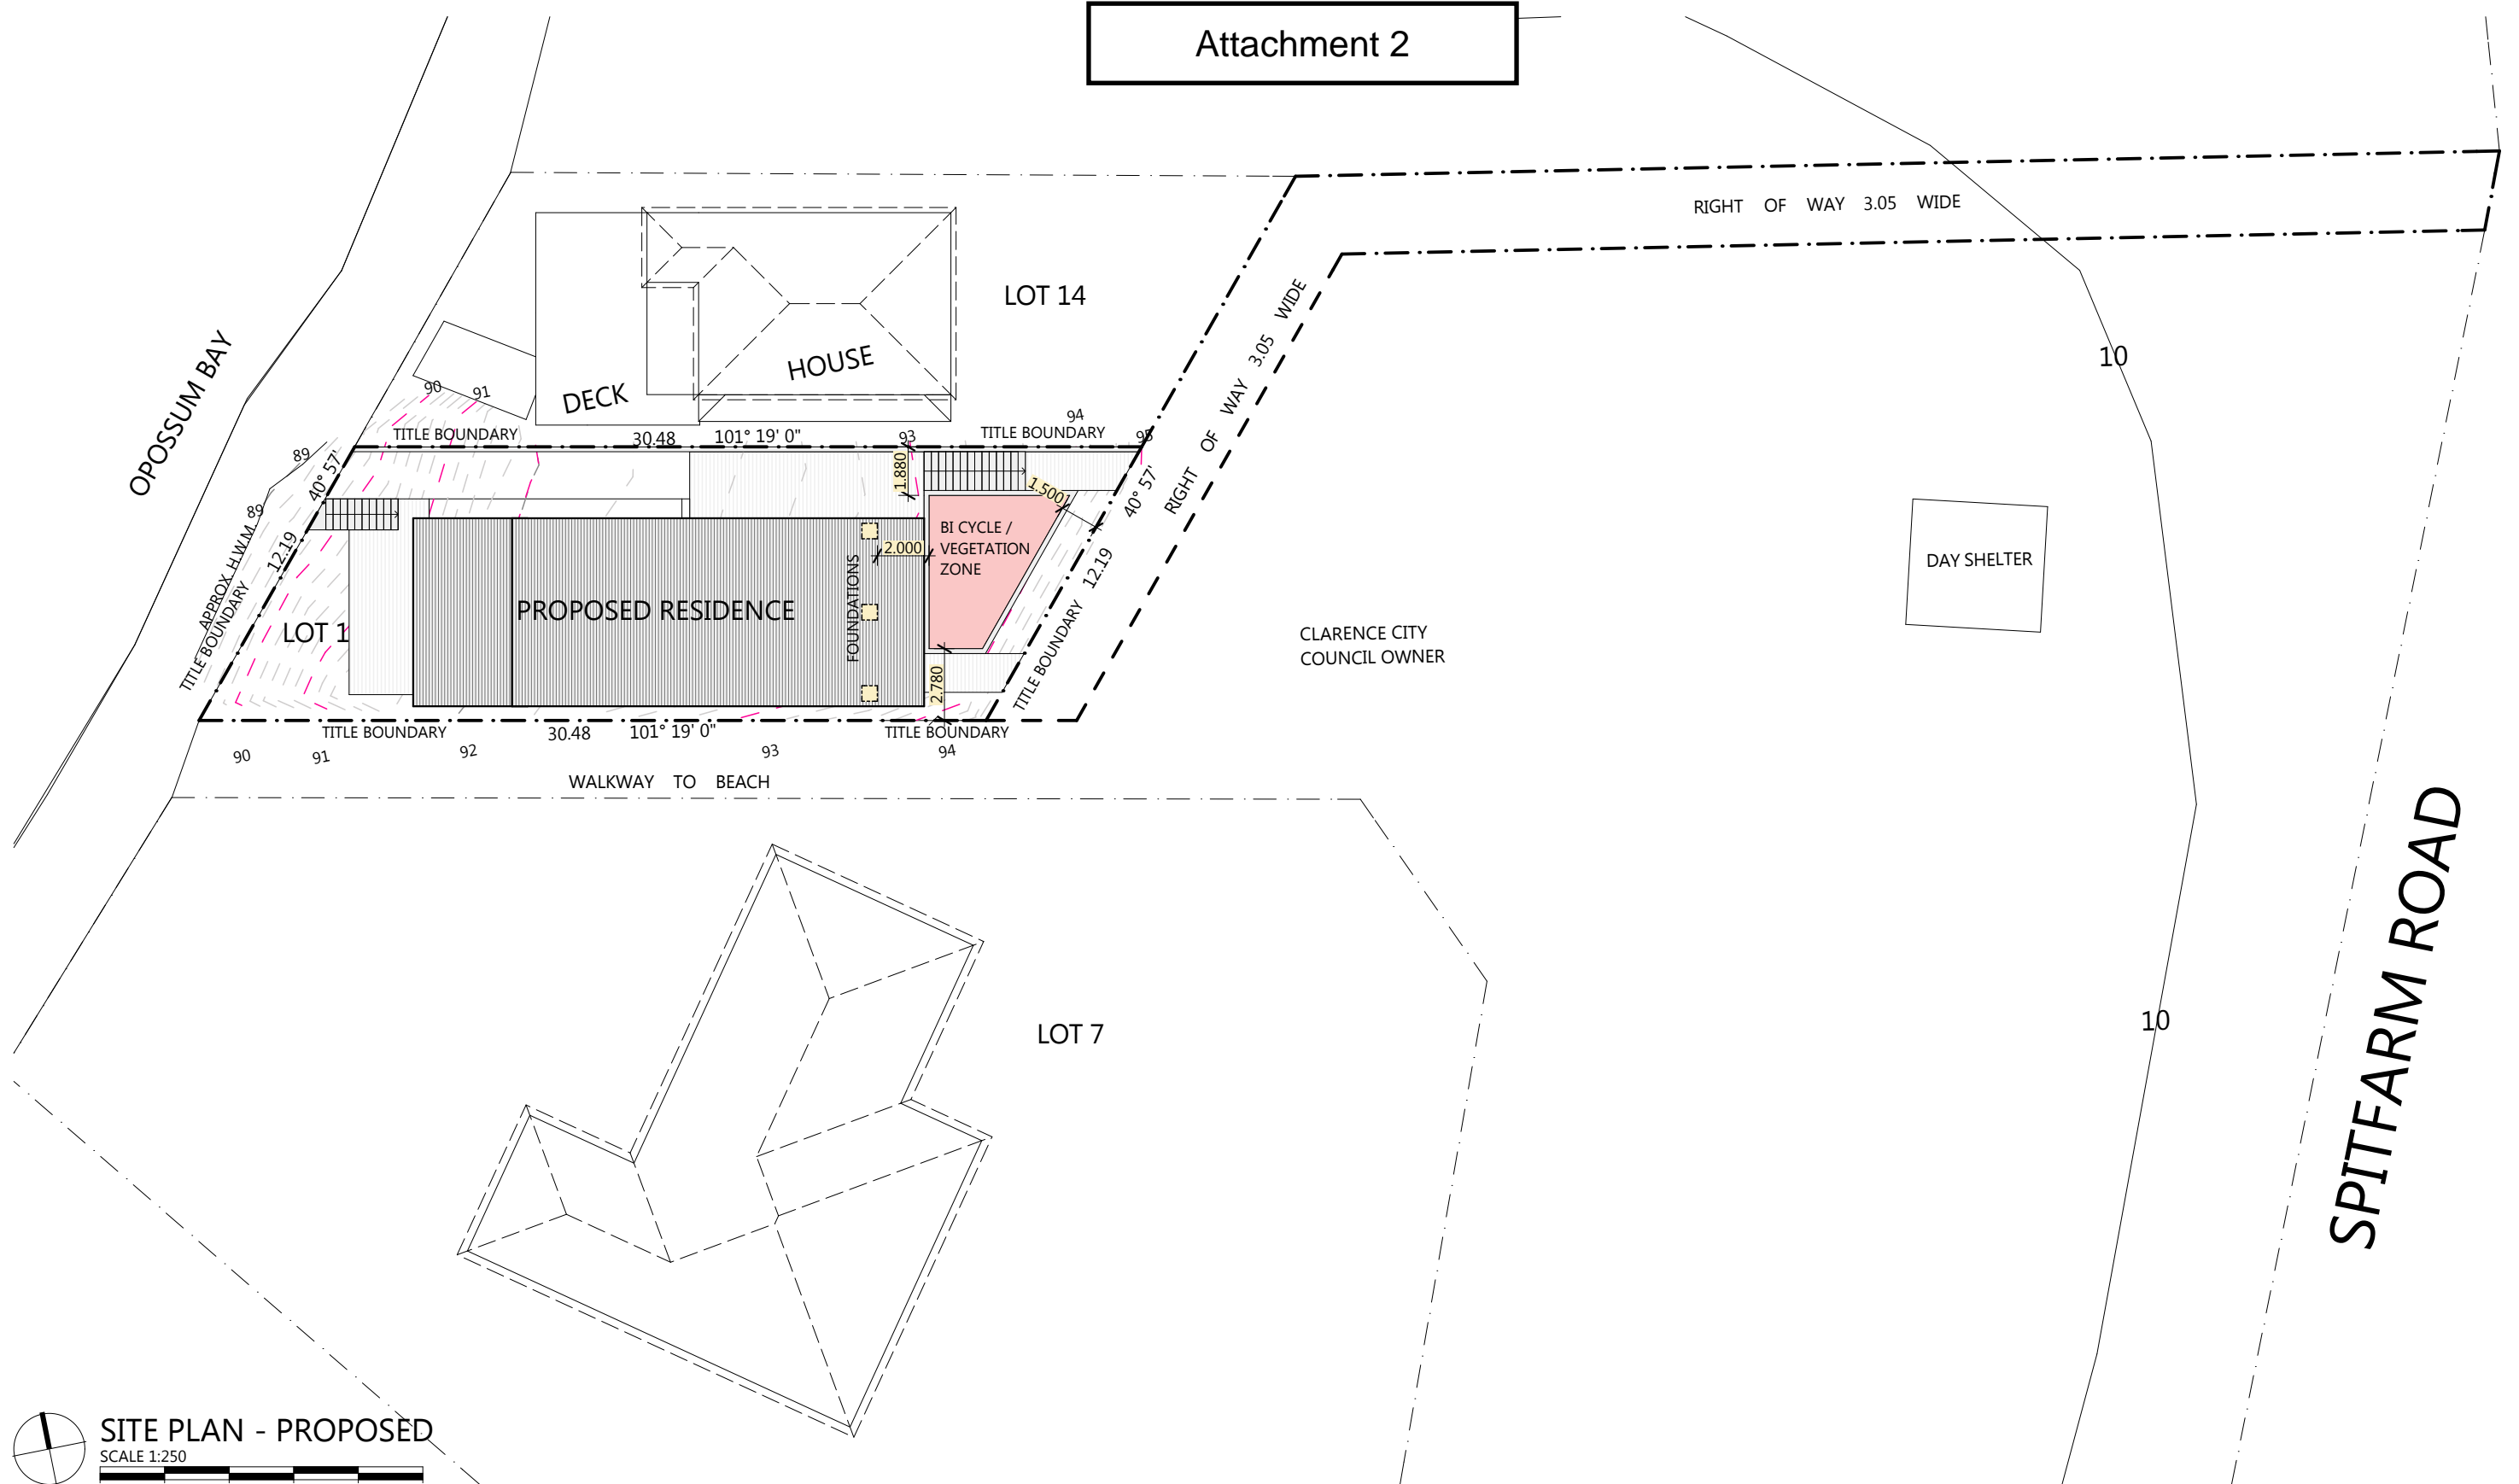 Attachment 2
RIGHT OF WAY 3.05 WIDE
OPOSSUM BAY
LOT 14
HOUSE
DECK
RIGHT OF WAY 3.05 WIDE
10
90
91
94
TITLE BOUNDARY
30.48
101° 19' 0"
93
TITLE BOUNDARY
95
89
40° 57'
1.880
1.500
40° 57'
89
APPROX. H.W.M.
12.19
TITLE BOUNDARY
BI CYCLE /
VEGETATION
ZONE
2.000
FOUNDATIONS
PROPOSED RESIDENCE
LOT 1
12.19
TITLE BOUNDARY
2.780
DAY SHELTER
CLARENCE CITY
COUNCIL OWNER
TITLE BOUNDARY
30.48
101° 19' 0"
TITLE BOUNDARY
90
91
92
93
94
WALKWAY TO BEACH
LOT 7
10
SPITFARM ROAD
SITE PLAN - PROPOSED
SCALE 1:250